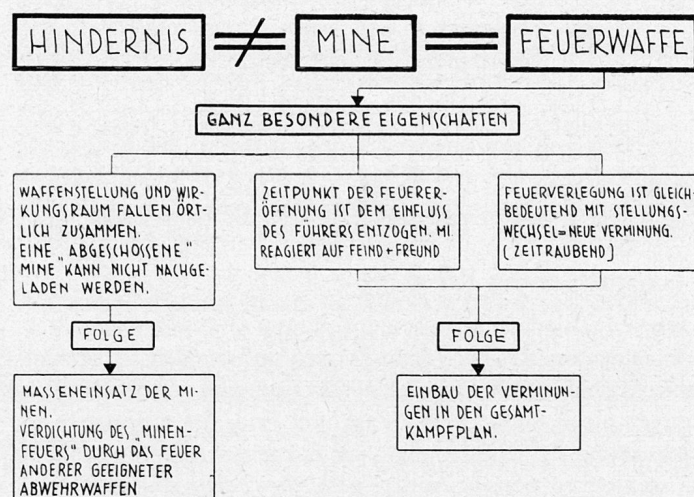 HINDERNIS ≠ MINE = FEUERWAFFE
GANZ BESONDERE EIGENSCHAFTEN
WAFFENSTELLUNG UND WIR-
KUNGSRAUM FALLEN ÖRT-
LICH ZUSAMMEN.
EINE „ABGESCHOSSENE"
MINE KANN NICHT NACHGE-
LADEN WERDEN.
ZEITPUNKT DER FEUERER-
ÖFFNUNG IST DEM EINFLUSS
DES FÜHRERS ENTZOGEN. MI
REAGIERT AUF FEIND + FREUND
FEUERVERLEGUNG IST GLEICH-
BEDEUTEND MIT STELLUNGS-
WECHSEL = NEUE VERMINUNG.
(ZEITRAUBEND)
FOLGE
FOLGE
MASSENEINSATZ DER MI-
NEN.
VERDICHTUNG DES „MINEN-
FEUERS" DURCH DAS FEUER
ANDERER GEEIGNETER
ABWEHRWAFFEN
EINBAU DER VERMINUN-
GEN IN DEN GESAMT-
KAMPFPLAN.